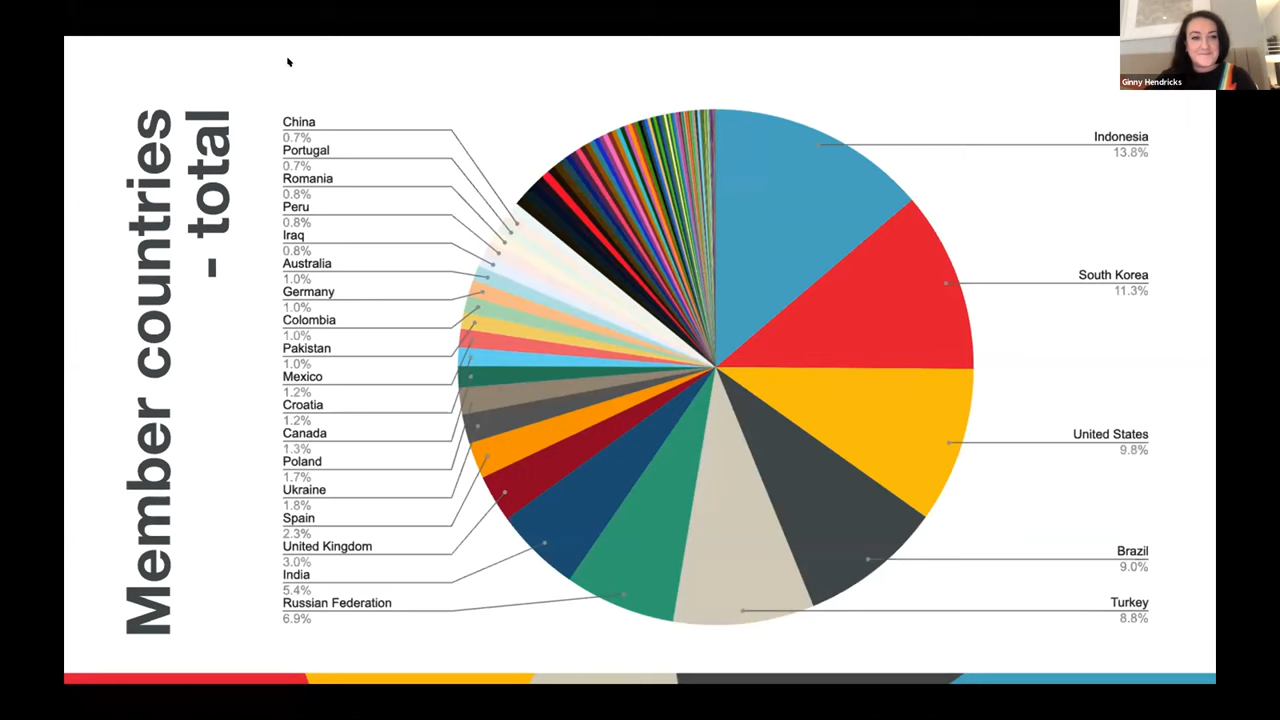 Ginny Hendricks
Member countries
- total
China
0.7%
Portugal
0.7%
Romania
0.8%
Peru
0.8%
Iraq
0.8%
Australia
1.0%
Germany
1.0%
Colombia
1.0%
Pakistan
1.0%
Mexico
1.2%
Croatia
1.2%
Canada
1.3%
Poland
1.7%
Ukraine
1.8%
Spain
2.3%
United Kingdom
3.0%
India
5.4%
Russian Federation
6.9%
Indonesia
13.8%
South Korea
11.3%
United States
9.8%
Brazil
9.0%
Turkey
8.8%